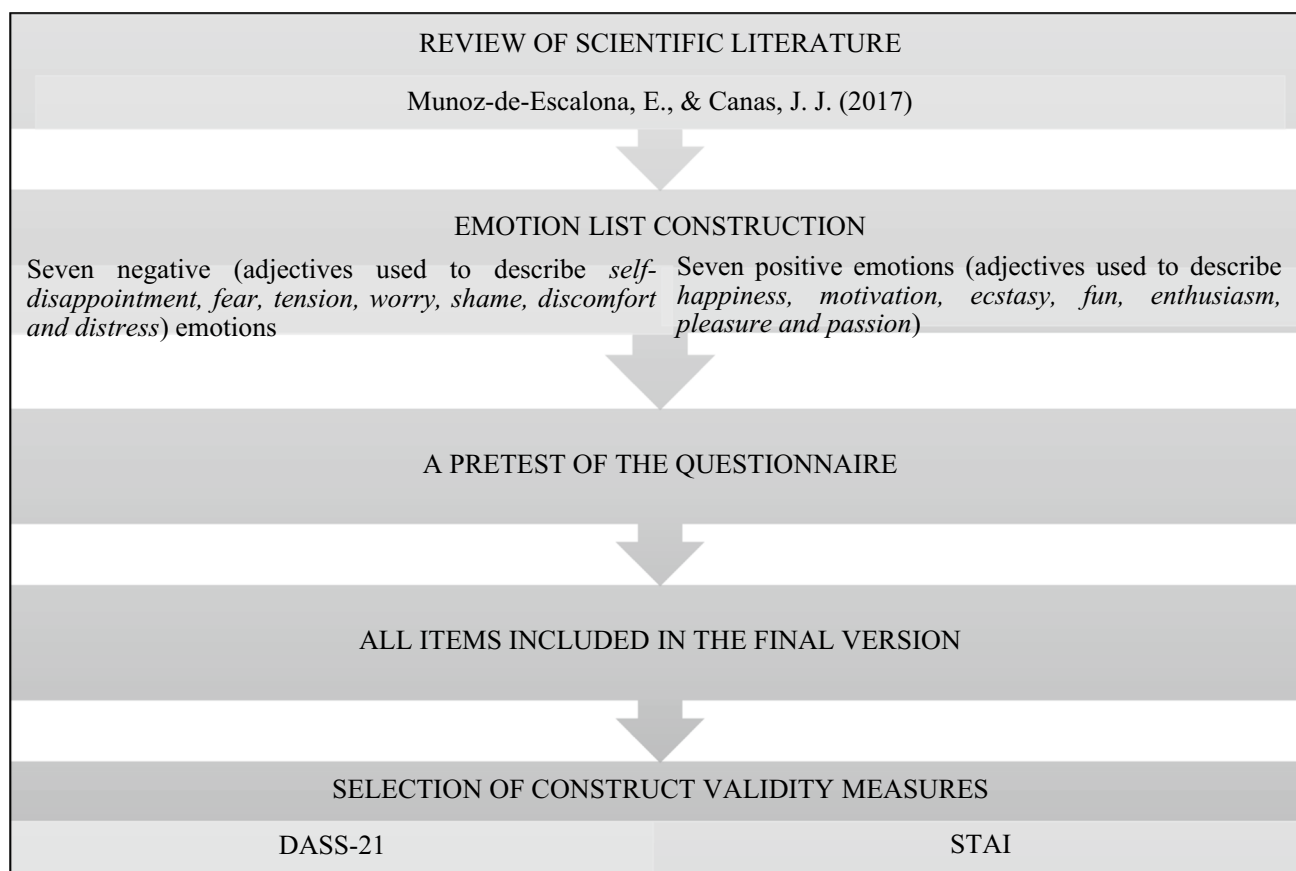 REVIEW OF SCIENTIFIC LITERATURE
Munoz-de-Escalona, E., & Canas, J. J. (2017)
EMOTION LIST CONSTRUCTION
Seven negative (adjectives used to describe self-
disappointment, fear, tension, worry, shame, discomfort
and distress) emotions
Seven positive emotions (adjectives used to describe
happiness, motivation, ecstasy, fun, enthusiasm,
pleasure and passion)
A PRETEST OF THE QUESTIONNAIRE
ALL ITEMS INCLUDED IN THE FINAL VERSION
SELECTION OF CONSTRUCT VALIDITY MEASURES
DASS-21
STAI